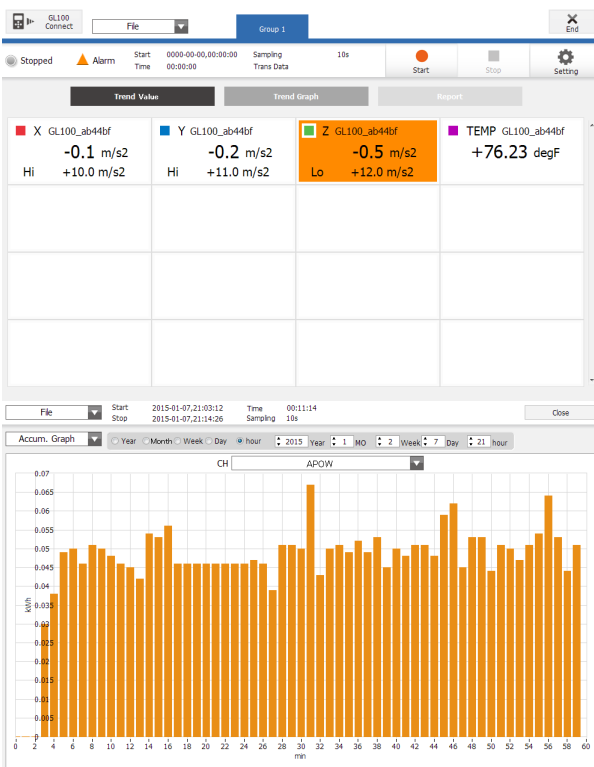 GL100
Connect
File
Group 1
End
Stopped
Alarm
Start 0000-00-00,00:00:00 Sampling 10s
Time 00:00:00 Trans Data
Start
Stop
Setting
Trend Value
Trend Graph
Report
X GL100_ab44bf
-0.1 m/s2
Hi +10.0 m/s2
Y GL100_ab44bf
-0.2 m/s2
Hi +11.0 m/s2
Z GL100_ab44bf
-0.5 m/s2
Lo +12.0 m/s2
TEMP GL100_ab44bf
+76.23 degF
File
Start 2015-01-07,21:03:12 Time 00:11:14
Stop 2015-01-07,21:14:26 Sampling 10s
Close
Accum. Graph
Year Month Week Day hour 2015 Year 1 MO 2 Week 7 Day 21 hour
CH APOW
0.07
0.065
0.06
0.055
0.05
0.045
0.04
0.035
0.03
0.025
0.02
0.015
0.01
0.005
0
kWh
0 2 4 6 8 10 12 14 16 18 20 22 24 26 28 30 32 34 36 38 40 42 44 46 48 50 52 54 56 58 60
min